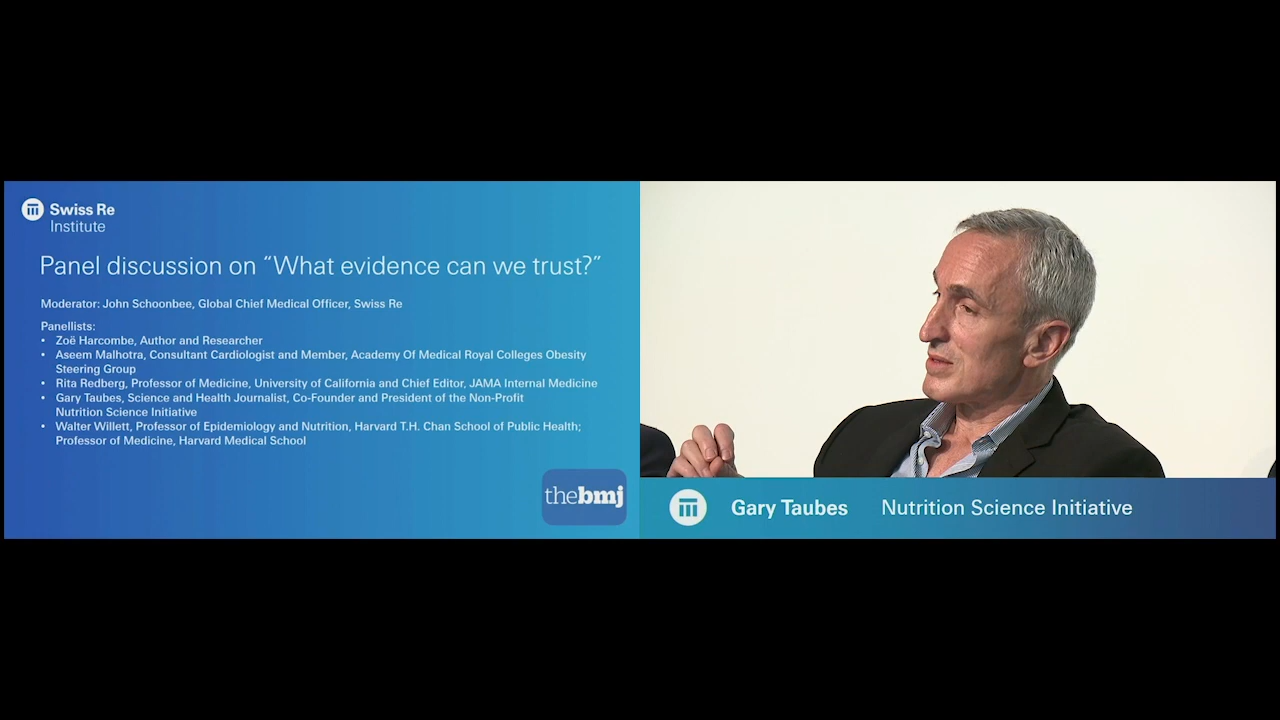 Swiss Re
Institute
Panel discussion on “What evidence can we trust?”
Moderator: John Schoonbee, Global Chief Medical Officer, Swiss Re
Panellists:
• Zoë Harcombe, Author and Researcher
• Aseem Malhotra, Consultant Cardiologist and Member, Academy Of Medical Royal Colleges Obesity
Steering Group
• Rita Redberg, Professor of Medicine, University of California and Chief Editor, JAMA Internal Medicine
• Gary Taubes, Science and Health Journalist, Co-Founder and President of the Non-Profit
Nutrition Science Initiative
• Walter Willett, Professor of Epidemiology and Nutrition, Harvard T.H. Chan School of Public Health;
Professor of Medicine, Harvard Medical School
thebmj
Gary Taubes Nutrition Science Initiative